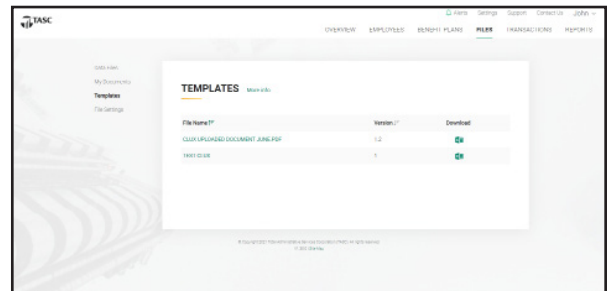 TASC
Alerts Settings Support Contact Us John
OVERVIEW EMPLOYEES BENEFIT PLANS FILES TRANSACTIONS REPORTS
My Documents
Templates
File Settings
TEMPLATES More info
File Name Version Download
CLUX UPLOADED DOCUMENT JUNE.PDF 1.2
CLUX 1